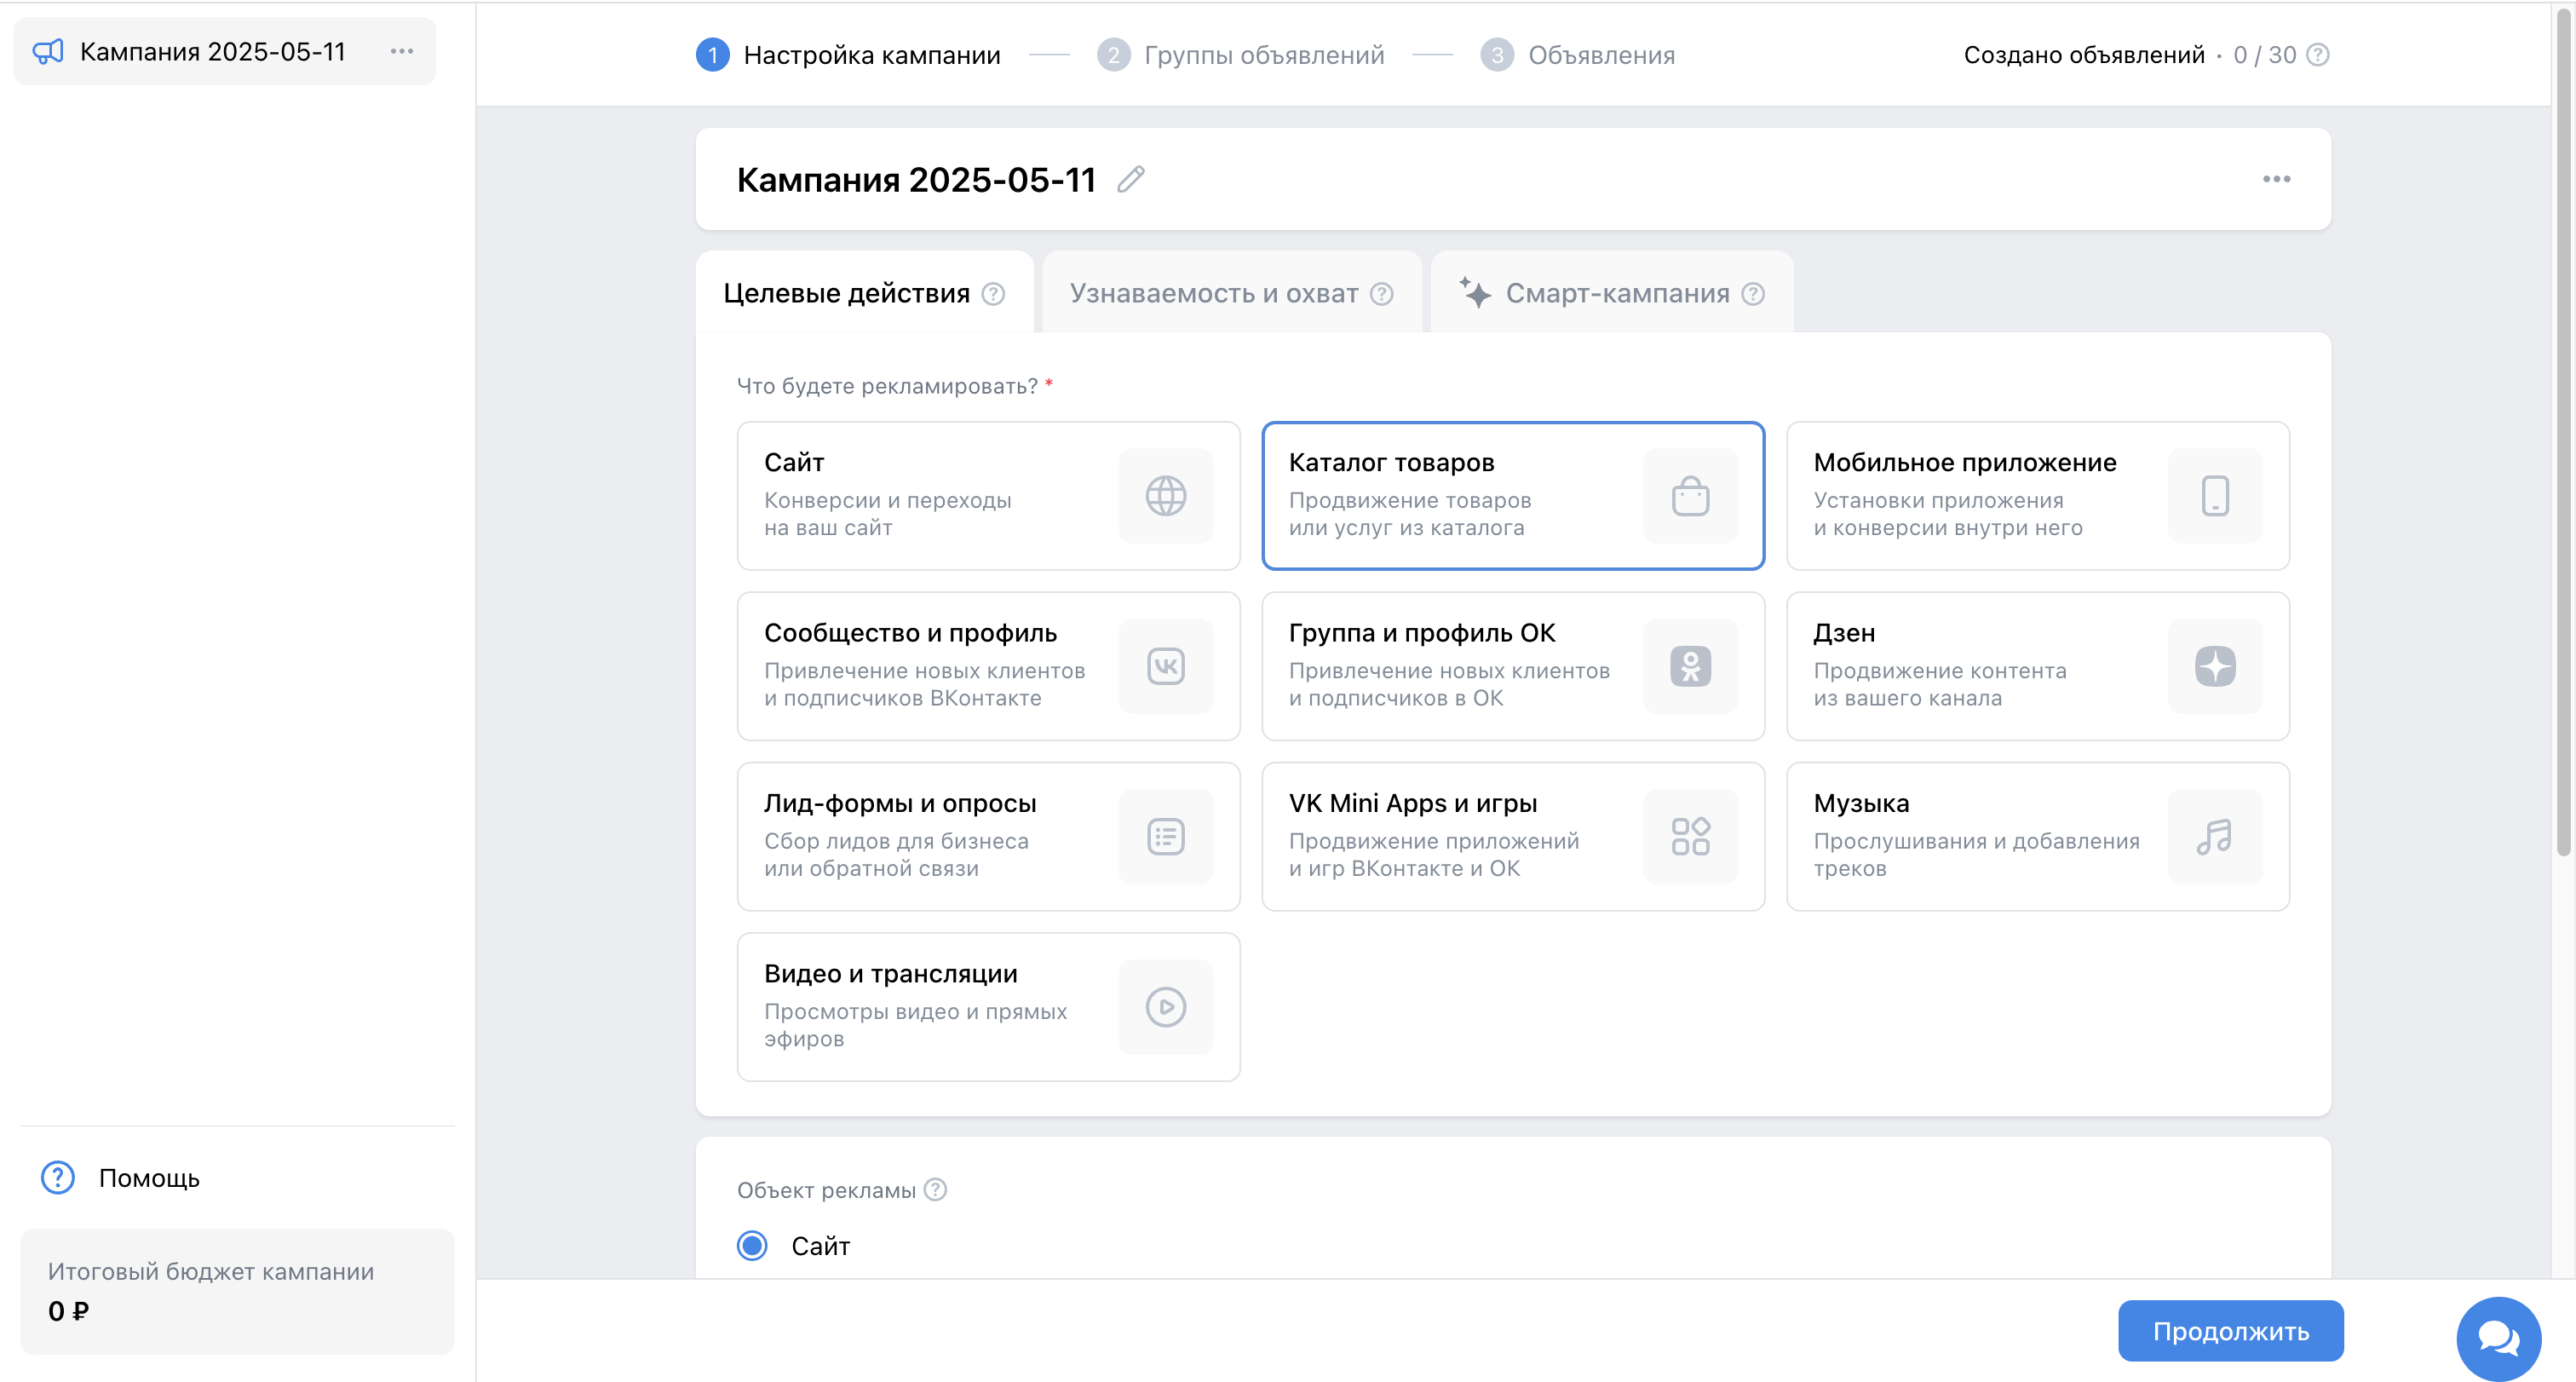 Кампания 2025-05-11
1 Настройка кампании
2 Группы объявлений
3 Объявления
Создано объявлений · 0 / 30
Кампания 2025-05-11
Целевые действия
Узнаваемость и охват
Смарт-кампания
Что будете рекламировать? *
Сайт
Конверсии и переходы
на ваш сайт
Каталог товаров
Продвижение товаров
или услуг из каталога
Мобильное приложение
Установки приложения
и конверсии внутри него
Сообщество и профиль
Привлечение новых клиентов
и подписчиков ВКонтакте
Группа и профиль ОК
Привлечение новых клиентов
и подписчиков в ОК
Дзен
Продвижение контента
из вашего канала
Лид-формы и опросы
Сбор лидов для бизнеса
или обратной связи
VK Mini Apps и игры
Продвижение приложений
и игр ВКонтакте и ОК
Музыка
Прослушивания и добавления
треков
Видео и трансляции
Просмотры видео и прямых
эфиров
Объект рекламы
Сайт
Помощь
Итоговый бюджет кампании
0 ₽
Продолжить